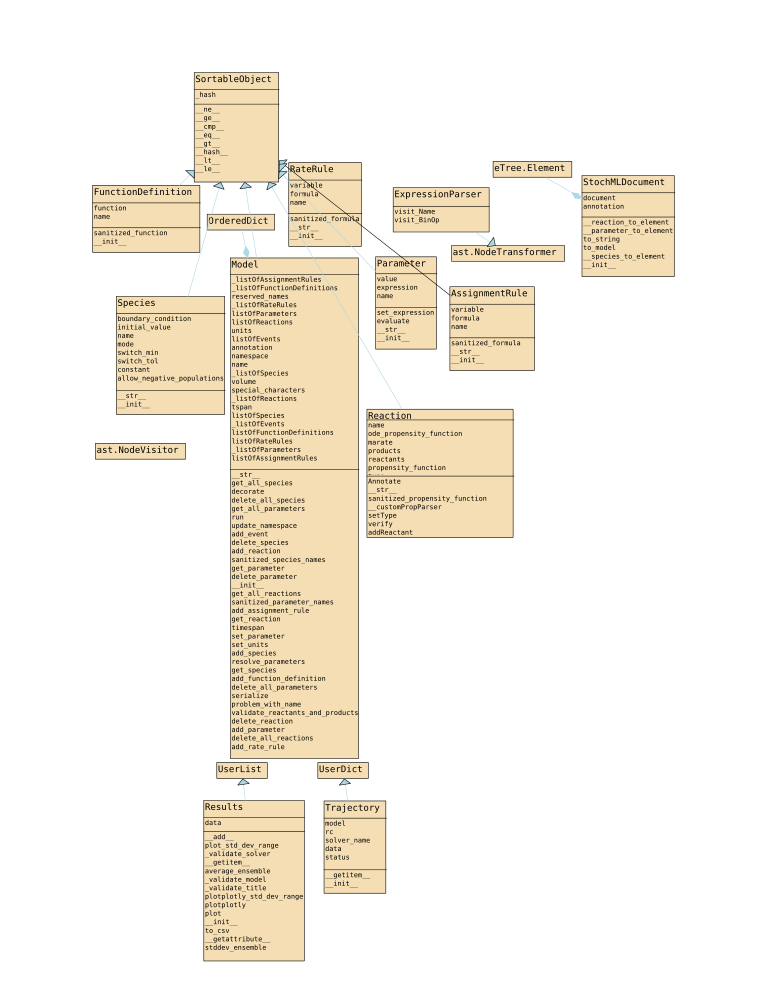 SortableObject
_hash
__ne__
__ge__
__cmp__
__eq__
__gt__
__hash__
__lt__
__le__
RateRule
variable
formula
name
sanitized_formula
__str__
__init__
eTree.Element
StochMLDocument
document
annotation
__reaction_to_element
__parameter_to_element
to_string
to_model
__species_to_element
__init__
FunctionDefinition
function
name
sanitized_function
__init__
ExpressionParser
visit_Name
visit_BinOp
OrderedDict
ast.NodeTransformer
Model
_listOfAssignmentRules
_listOfFunctionDefinitions
reserved_names
_listOfRateRules
listOfParameters
listOfReactions
units
listOfEvents
annotation
namespace
name
_listOfSpecies
volume
special_characters
_listOfReactions
tspan
listOfSpecies
_listOfEvents
listOfFunctionDefinitions
listOfRateRules
_listOfParameters
listOfAssignmentRules
__str__
get_all_species
decorate
delete_all_species
get_all_parameters
run
update_namespace
add_event
delete_species
add_reaction
sanitized_species_names
get_parameter
delete_parameter
__init__
get_all_reactions
sanitized_parameter_names
add_assignment_rule
get_reaction
timespan
set_parameter
set_units
add_species
resolve_parameters
get_species
add_function_definition
delete_all_parameters
serialize
problem_with_name
validate_reactants_and_products
delete_reaction
add_parameter
delete_all_reactions
add_rate_rule
Parameter
value
expression
name
set_expression
evaluate
__str__
__init__
AssignmentRule
variable
formula
name
sanitized_formula
__str__
__init__
Species
boundary_condition
initial_value
name
mode
switch_min
switch_tol
constant
allow_negative_populations
__str__
__init__
Reaction
name
ode_propensity_function
marate
products
reactants
propensity_function
Annotate
__str__
sanitized_propensity_function
__customPropParser
setType
verify
addReactant
ast.NodeVisitor
UserList
UserDict
Results
data
__add__
plot_std_dev_range
_validate_solver
__getitem__
average_ensemble
_validate_model
_validate_title
plotplotly_std_dev_range
plotplotly
plot
__init__
to_csv
__getattribute__
stddev_ensemble
Trajectory
model
rc
solver_name
data
status
__getitem__
__init__